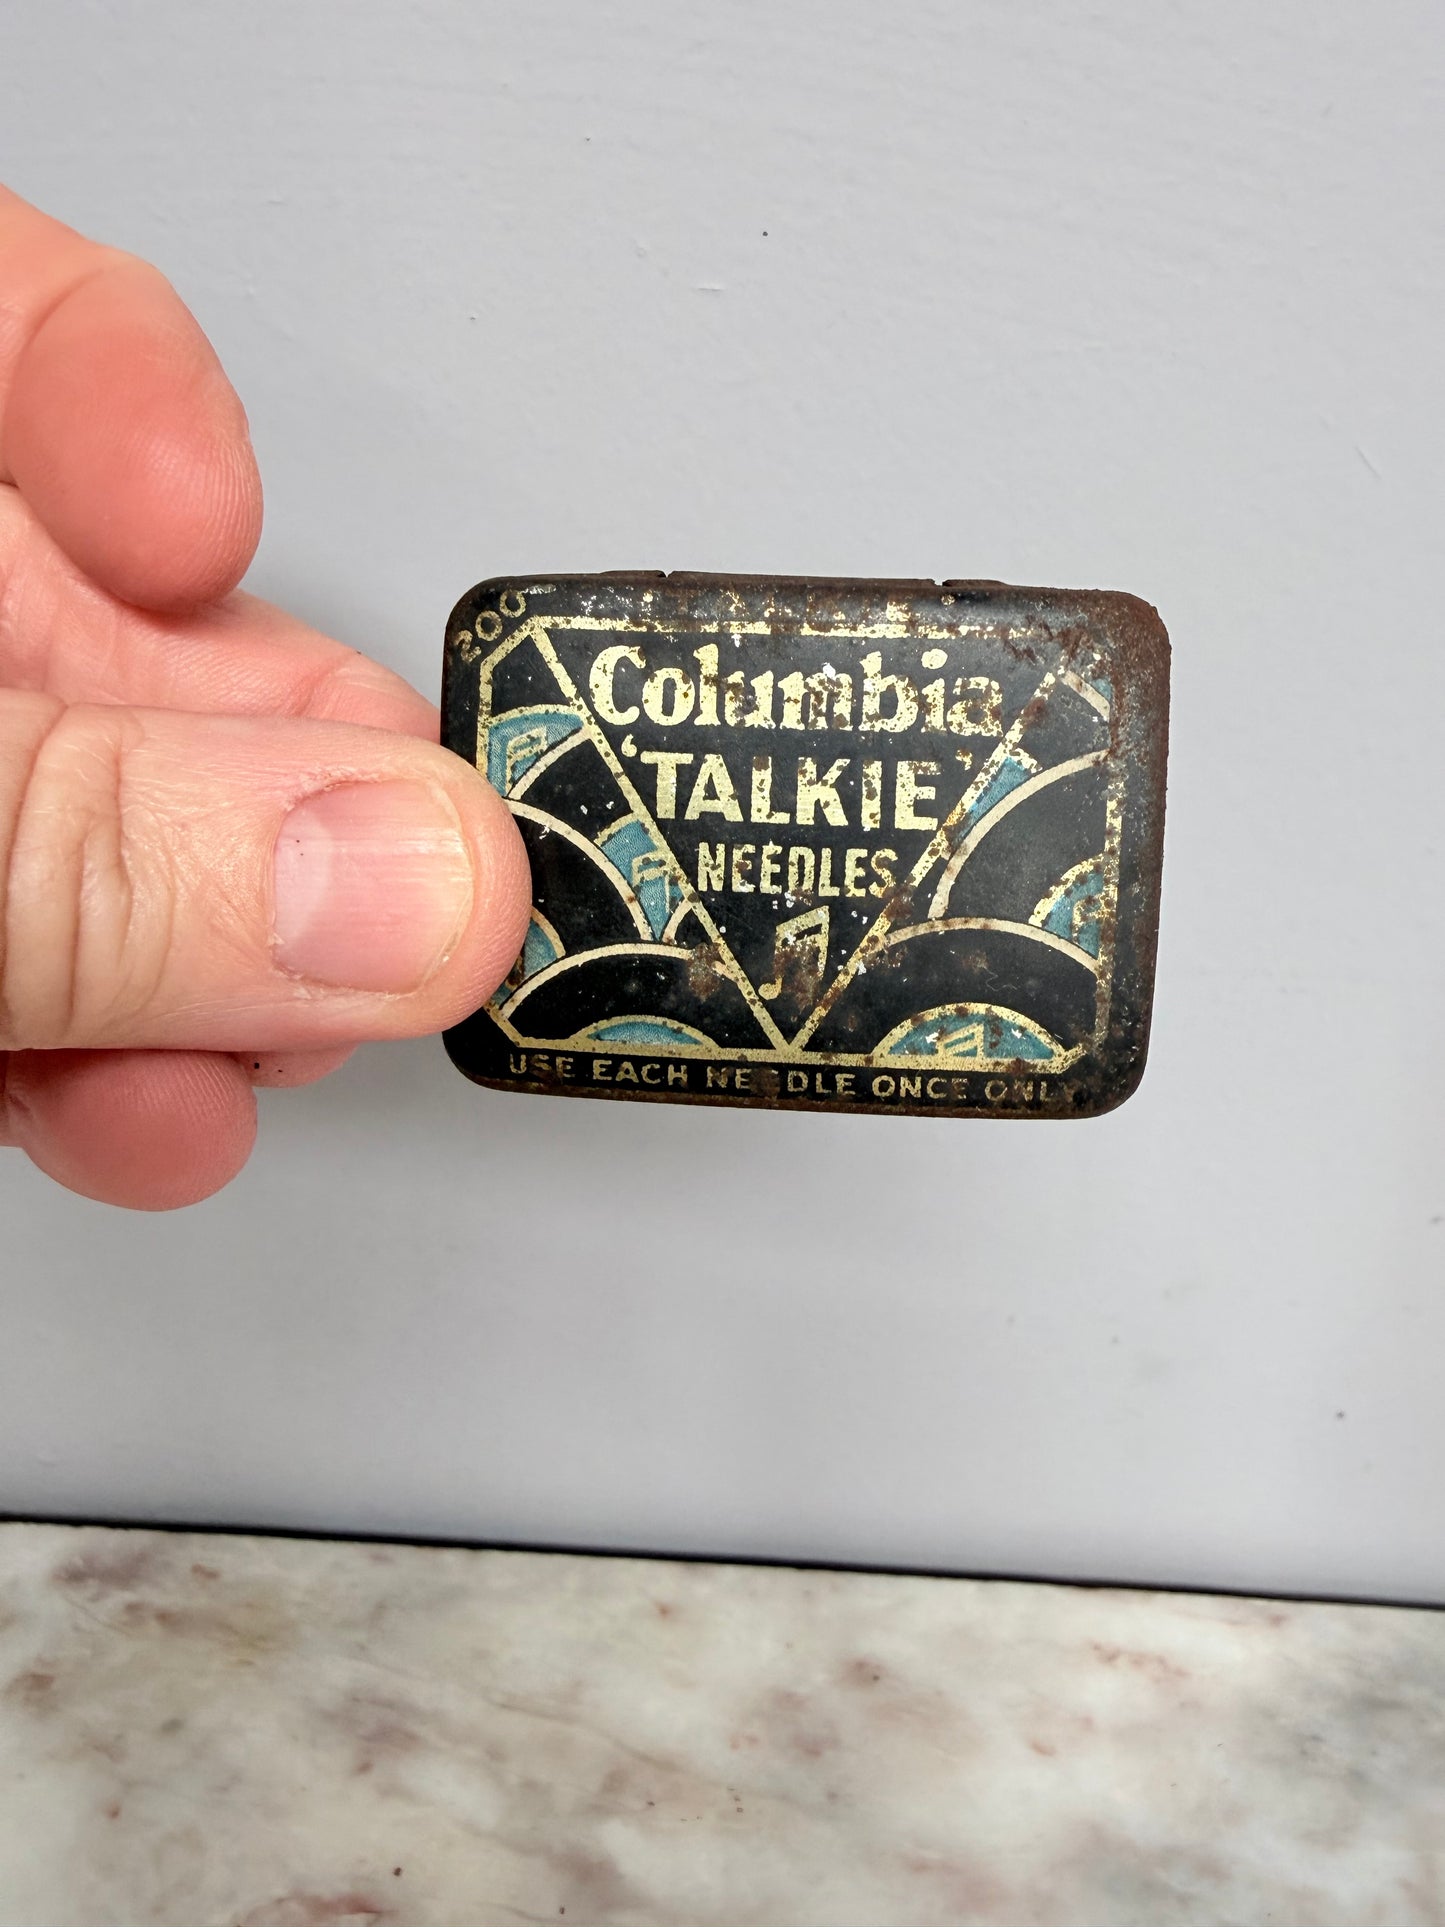 200
Columbia
‘TALKIE’
NEEDLES
USE EACH NEEDLE ONCE ONLY